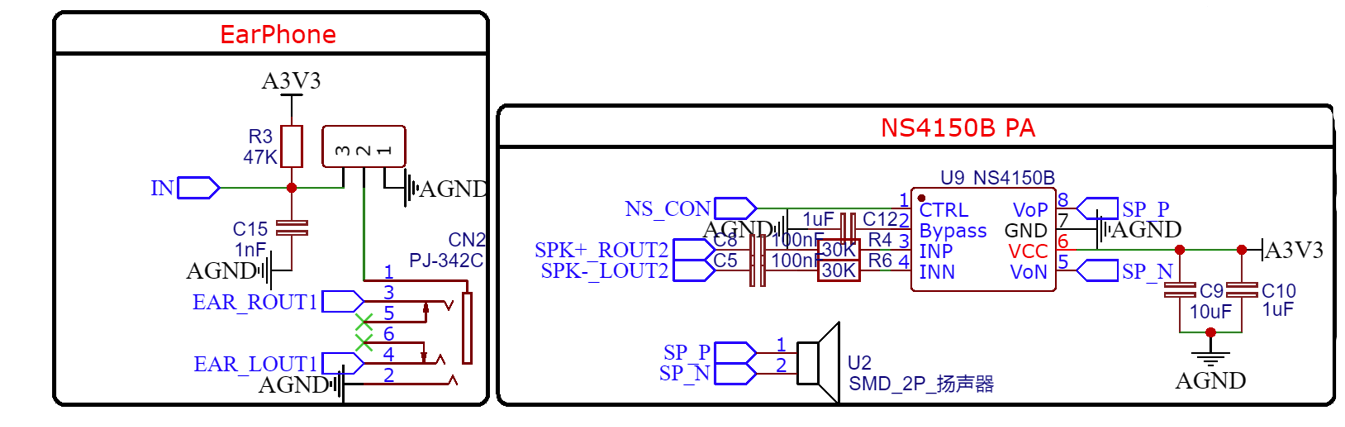 EarPhone
A3V3
R3
47K
3 2 1
IN
AGND
C15
1nF
CN2
PJ-342C
AGND
1
EAR_ROUT1
3
5
6
EAR_LOUT1
4
AGND
2
NS4150B PA
U9 NS4150B
NS_CON
1
CTRL
VoP
8
SP_P
AGND
1uF
C12
2
Bypass
GND
7
AGND
SPK+_ROUT2
C8
100nF
30K
R4
3
INP
VCC
6
A3V3
SPK-_LOUT2
C5
100nF
30K
R6
4
INN
VoN
5
SP_N
C9
10uF
C10
1uF
AGND
SP_P
1
SP_N
2
U2
SMD_2P_扬声器